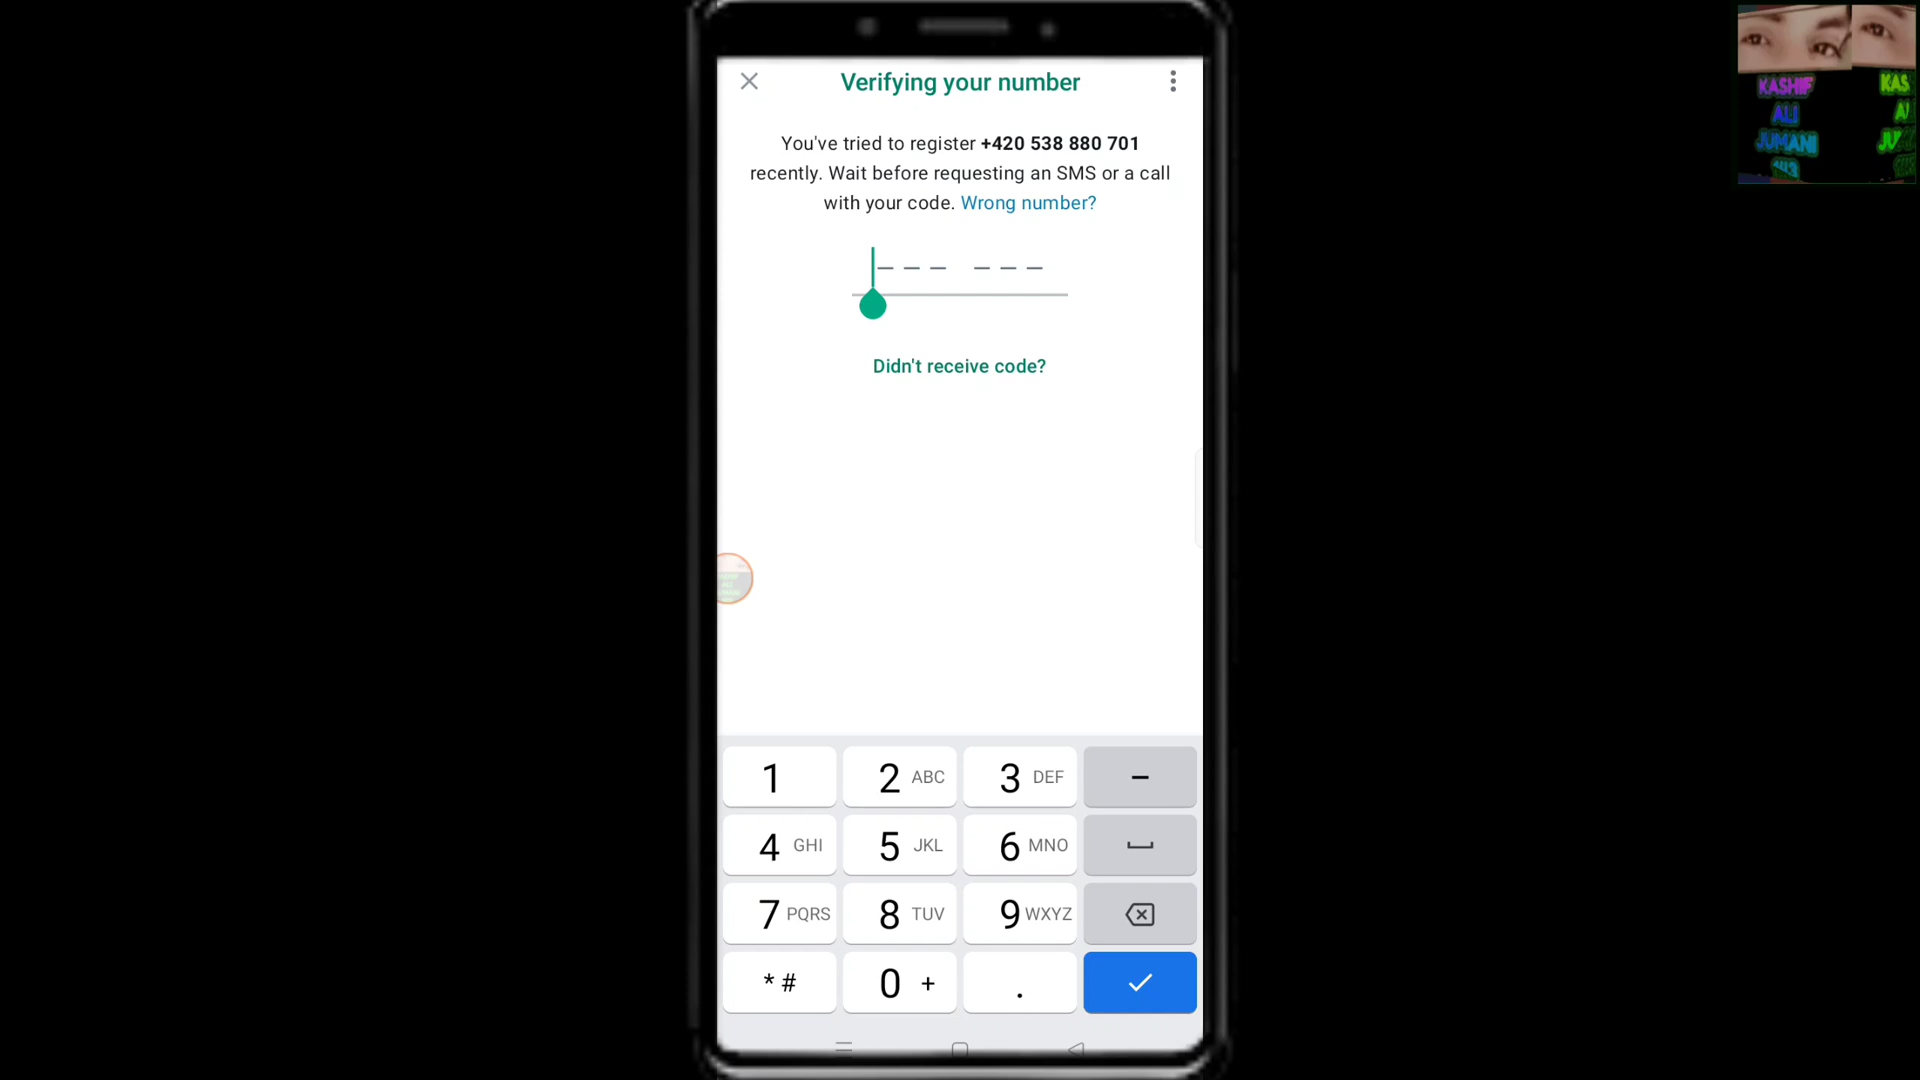 Verifying your number
You've tried to register +420 538 880 701
recently. Wait before requesting an SMS or a call
with your code. Wrong number?
Didn't receive code?
1
2 ABC
3 DEF
–
4 GHI
5 JKL
6 MNO
7 PQRS
8 TUV
9 WXYZ
* #
0 +
.
KASHIF
ALI
JUMANI
KAS